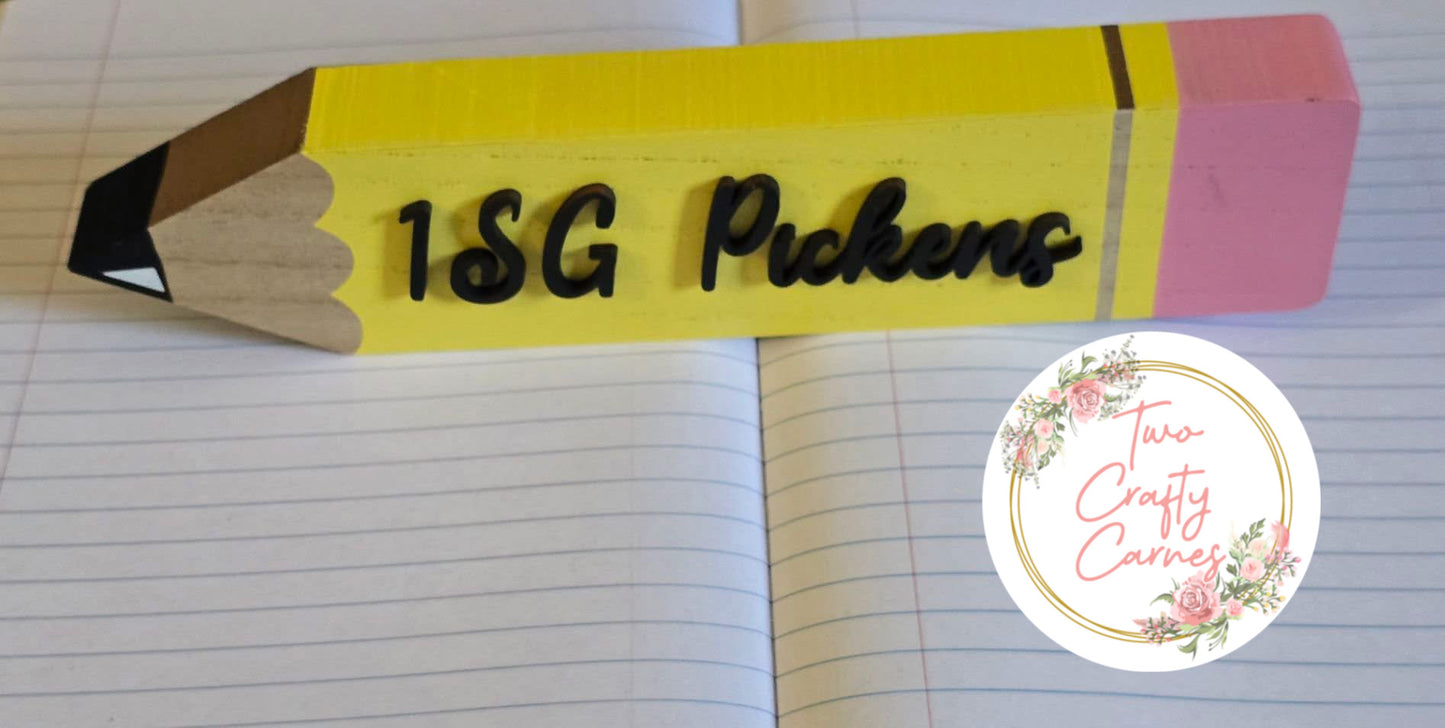 1SG Pickens
Two
Crafty
Carnes